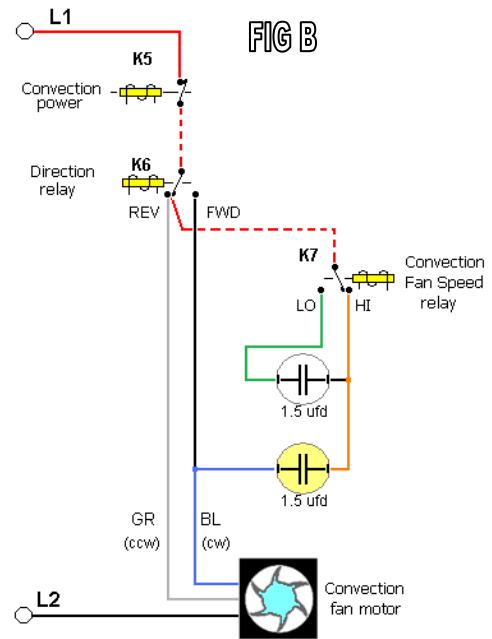 L1
FIG B
K5
Convection
power
Direction
relay
K6
REV
FWD
K7
Convection
Fan Speed
relay
LO
HI
1.5 ufd
1.5 ufd
GR
(ccw)
BL
(cw)
L2
Convection
fan motor